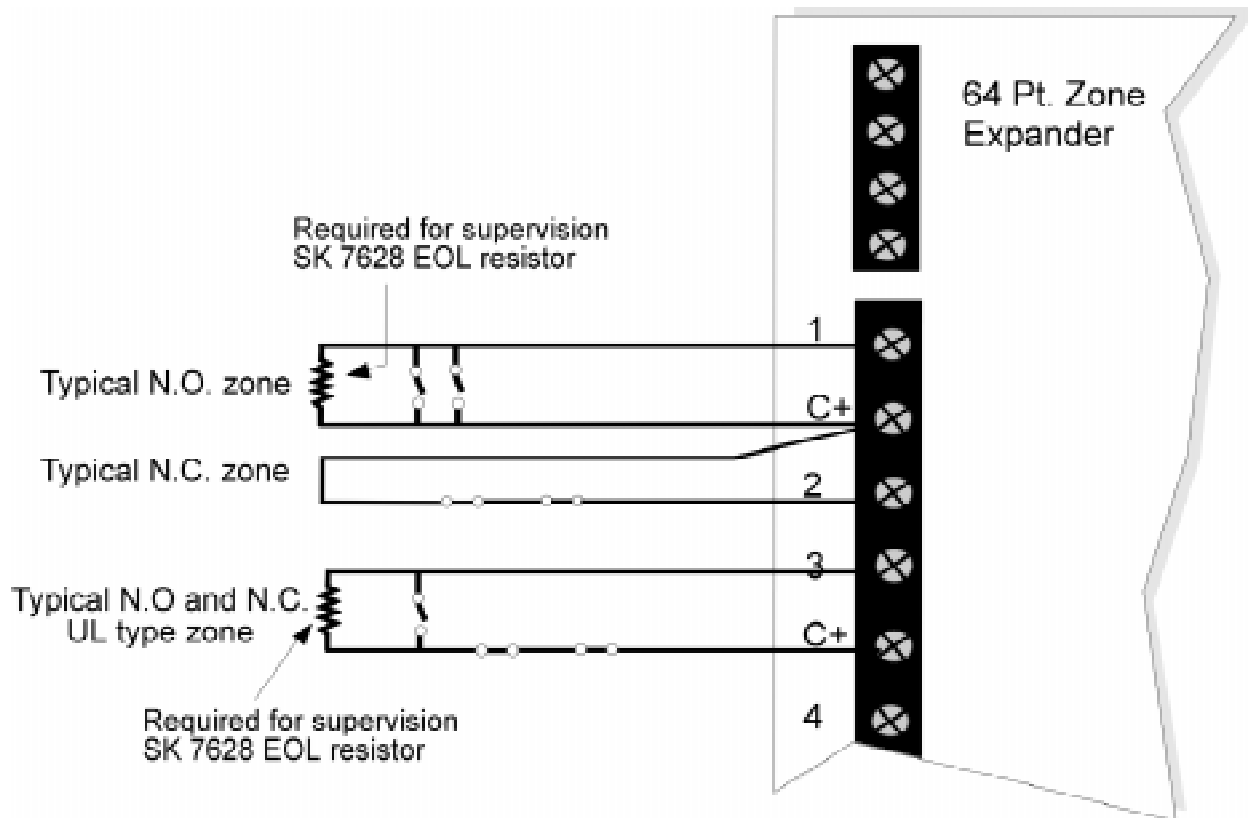 64 Pt. Zone
Expander
Required for supervision
SK 7628 EOL resistor
1
Typical N.O. zone
C+
Typical N.C. zone
2
3
Typical N.O and N.C.
UL type zone
C+
Required for supervision
SK 7628 EOL resistor
4